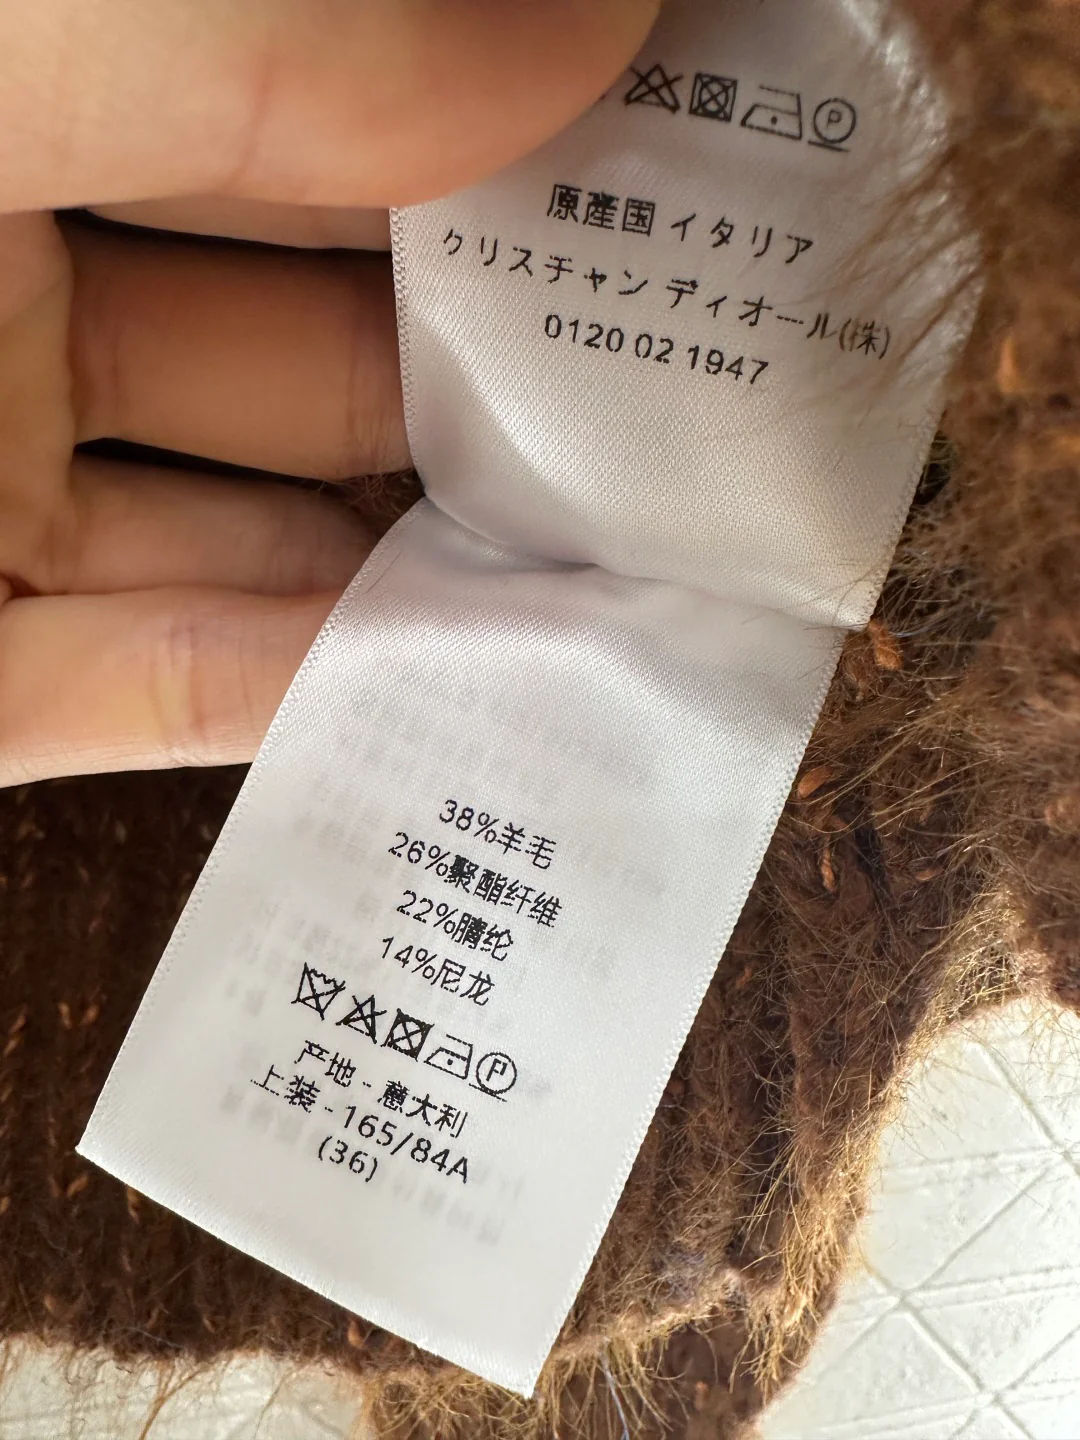 原産国 イタリア
クリスチャン ディオール(株)
0120 02 1947
38%羊毛
26%聚酯纤维
22%腈纶
14%尼龙
产地 - 意大利
上装 - 165/84A
(36)